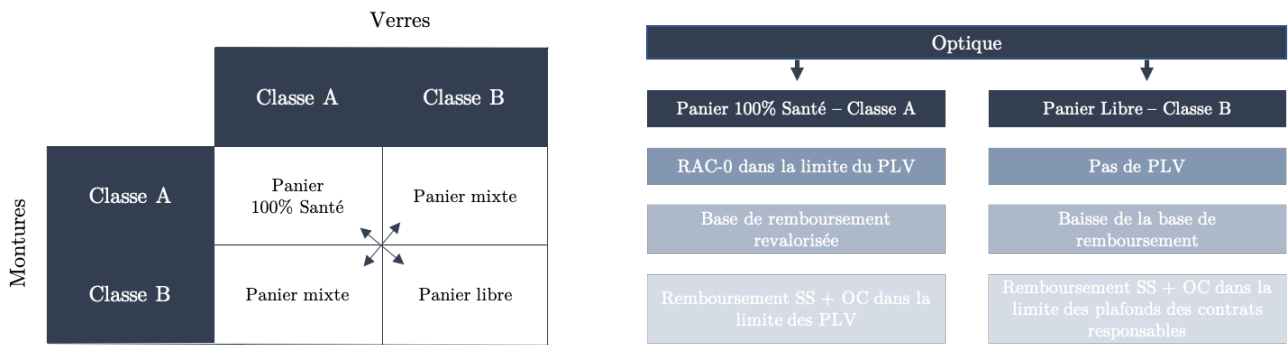 Verres
Classe A
Classe B
Montures
Classe A
Panier
100% Santé
Panier mixte
Classe B
Panier mixte
Panier libre
Optique
Panier 100% Santé – Classe A
RAC-0 dans la limite du PLV
Base de remboursement
revalorisée
Remboursement SS + OC dans la
limite des PLV
Panier Libre – Classe B
Pas de PLV
Baisse de la base de
remboursement
Remboursement SS + OC dans la
limite des plafonds des contrats
responsables